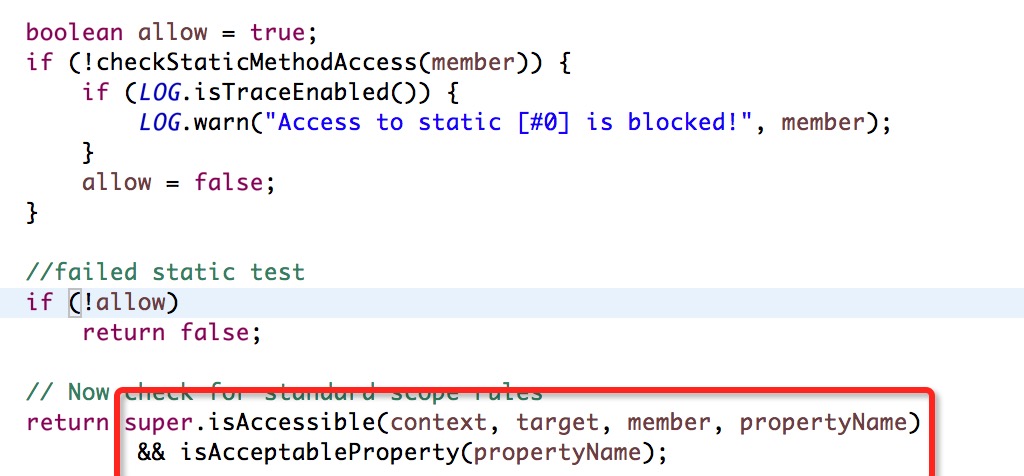 boolean allow = true;
if (!checkStaticMethodAccess(member)) {
if (LOG.isTraceEnabled()) {
LOG.warn("Access to static [#0] is blocked!", member);
}
allow = false;
}
//failed static test
if (!allow)
return false;
// Now check for standard scope rules
return super.isAccessible(context, target, member, propertyName)
&& isAcceptableProperty(propertyName);